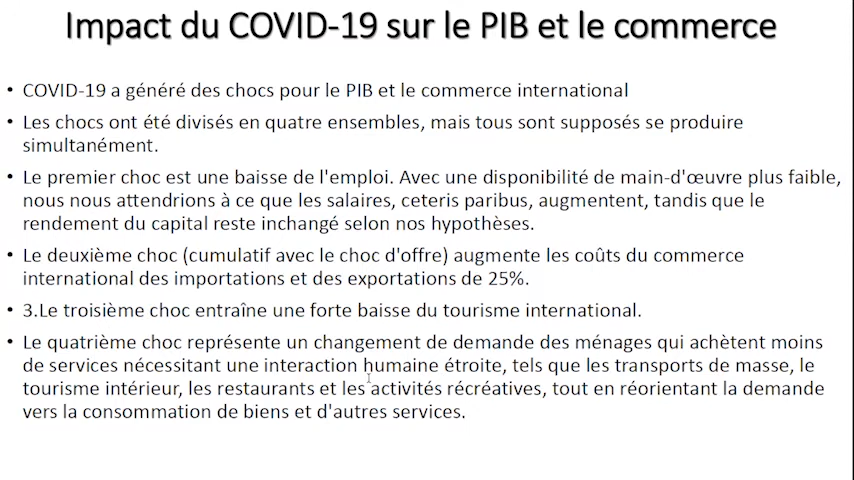 Impact du COVID-19 sur le PIB et le commerce
• COVID-19 a généré des chocs pour le PIB et le commerce international
• Les chocs ont été divisés en quatre ensembles, mais tous sont supposés se produire
simultanément.
• Le premier choc est une baisse de l'emploi. Avec une disponibilité de main-d'œuvre plus faible,
nous nous attendrions à ce que les salaires, ceteris paribus, augmentent, tandis que le
rendement du capital reste inchangé selon nos hypothèses.
• Le deuxième choc (cumulatif avec le choc d'offre) augmente les coûts du commerce
international des importations et des exportations de 25%.
• 3.Le troisième choc entraîne une forte baisse du tourisme international.
• Le quatrième choc représente un changement de demande des ménages qui achètent moins
de services nécessitant une interaction humaine étroite, tels que les transports de masse, le
tourisme intérieur, les restaurants et les activités récréatives, tout en réorientant la demande
vers la consommation de biens et d'autres services.